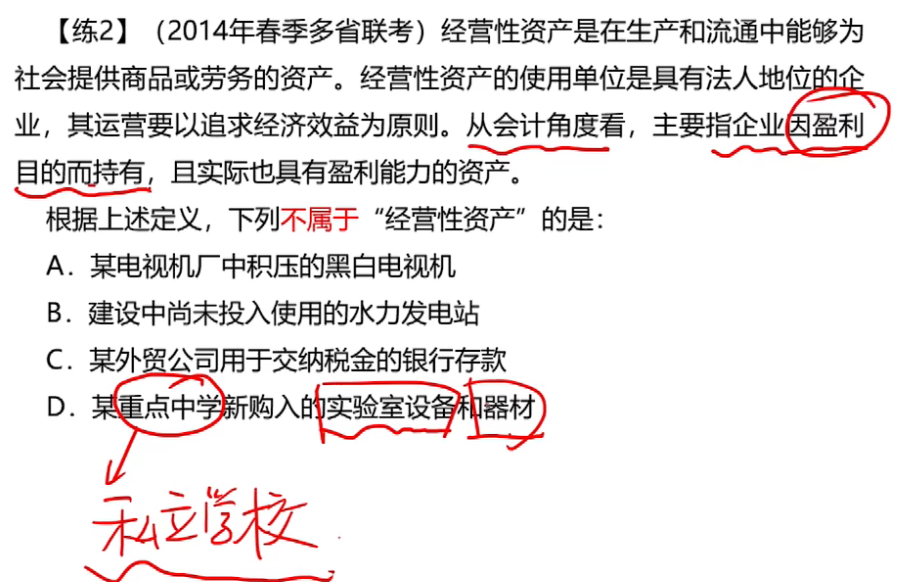 【练2】（2014年春季多省联考）经营性资产是在生产和流通中能够为
社会提供商品或劳务的资产。经营性资产的使用单位是具有法人地位的企
业，其运营要以追求经济效益为原则。从会计角度看，主要指企业因盈利
目的而持有，且实际也具有盈利能力的资产。
根据上述定义，下列不属于“经营性资产”的是：
A．某电视机厂中积压的黑白电视机
B．建设中尚未投入使用的水力发电站
C．某外贸公司用于交纳税金的银行存款
D．某重点中学新购入的实验室设备和器材
私立学校